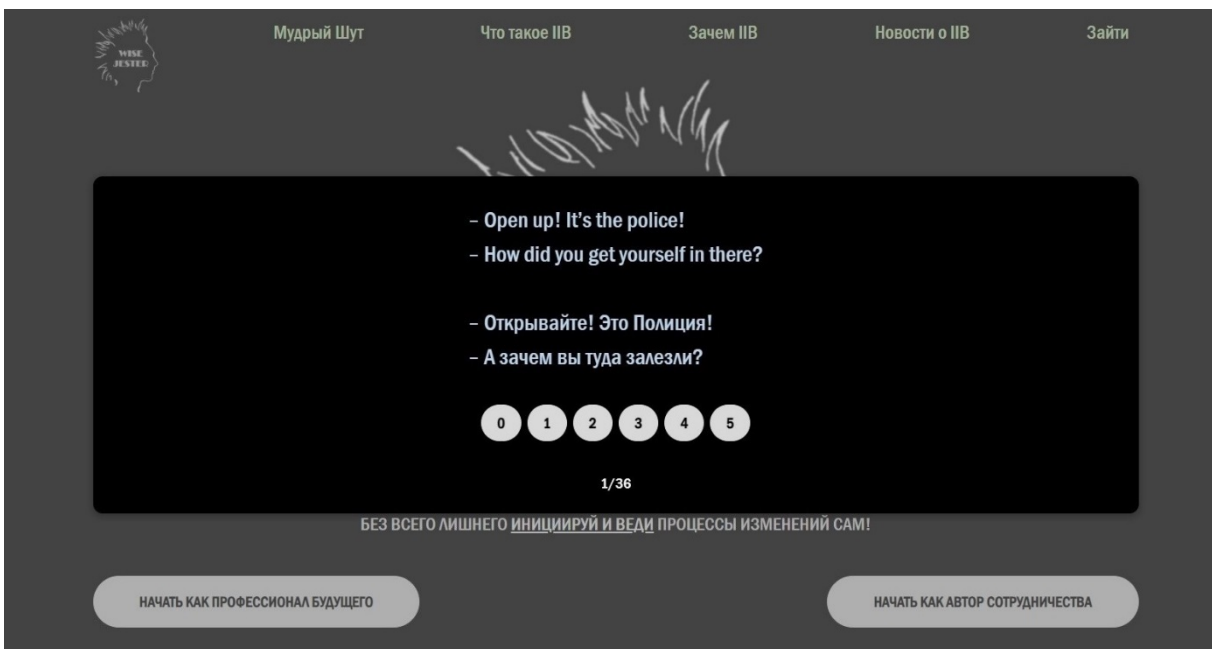 WISE
JESTER
Мудрый Шут
Что такое IIB
Зачем IIB
Новости о IIB
Зайти
– Open up! It's the police!
– How did you get yourself in there?
– Открывайте! Это Полиция!
– А зачем вы туда залезли?
0 1 2 3 4 5
1/36
БЕЗ ВСЕГО ЛИШНЕГО ИНИЦИИРУЙ И ВЕДИ ПРОЦЕССЫ ИЗМЕНЕНИЙ САМ!
НАЧАТЬ КАК ПРОФЕССИОНАЛ БУДУЩЕГО
НАЧАТЬ КАК АВТОР СОТРУДНИЧЕСТВА